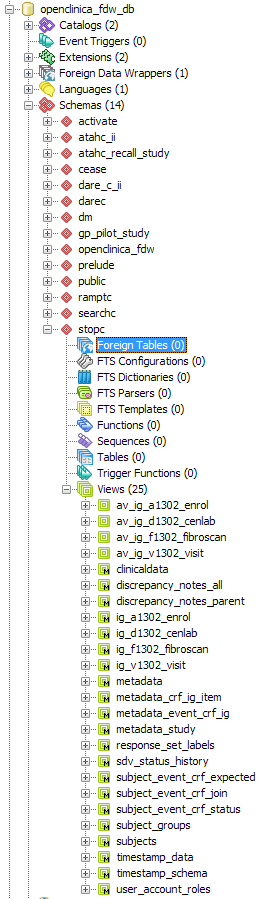 openclinica_fdw_db
Catalogs (2)
Event Triggers (0)
Extensions (2)
Foreign Data Wrappers (1)
Languages (1)
Schemas (14)
activate
atahc_ii
atahc_recall_study
cease
dare_c_ii
darec
dm
gp_pilot_study
openclinica_fdw
prelude
public
ramptc
searchc
stopc
Foreign Tables (0)
FTS Configurations (0)
FTS Dictionaries (0)
FTS Parsers (0)
FTS Templates (0)
Functions (0)
Sequences (0)
Tables (0)
Trigger Functions (0)
Views (25)
av_ig_a1302_enrol
av_ig_d1302_cenlab
av_ig_f1302_fibroscan
av_ig_v1302_visit
clinicaldata
discrepancy_notes_all
discrepancy_notes_parent
ig_a1302_enrol
ig_d1302_cenlab
ig_f1302_fibroscan
ig_v1302_visit
metadata
metadata_crf_ig_item
metadata_event_crf_ig
metadata_study
response_set_labels
sdv_status_history
subject_event_crf_expected
subject_event_crf_join
subject_event_crf_status
subject_groups
subjects
timestamp_data
timestamp_schema
user_account_roles